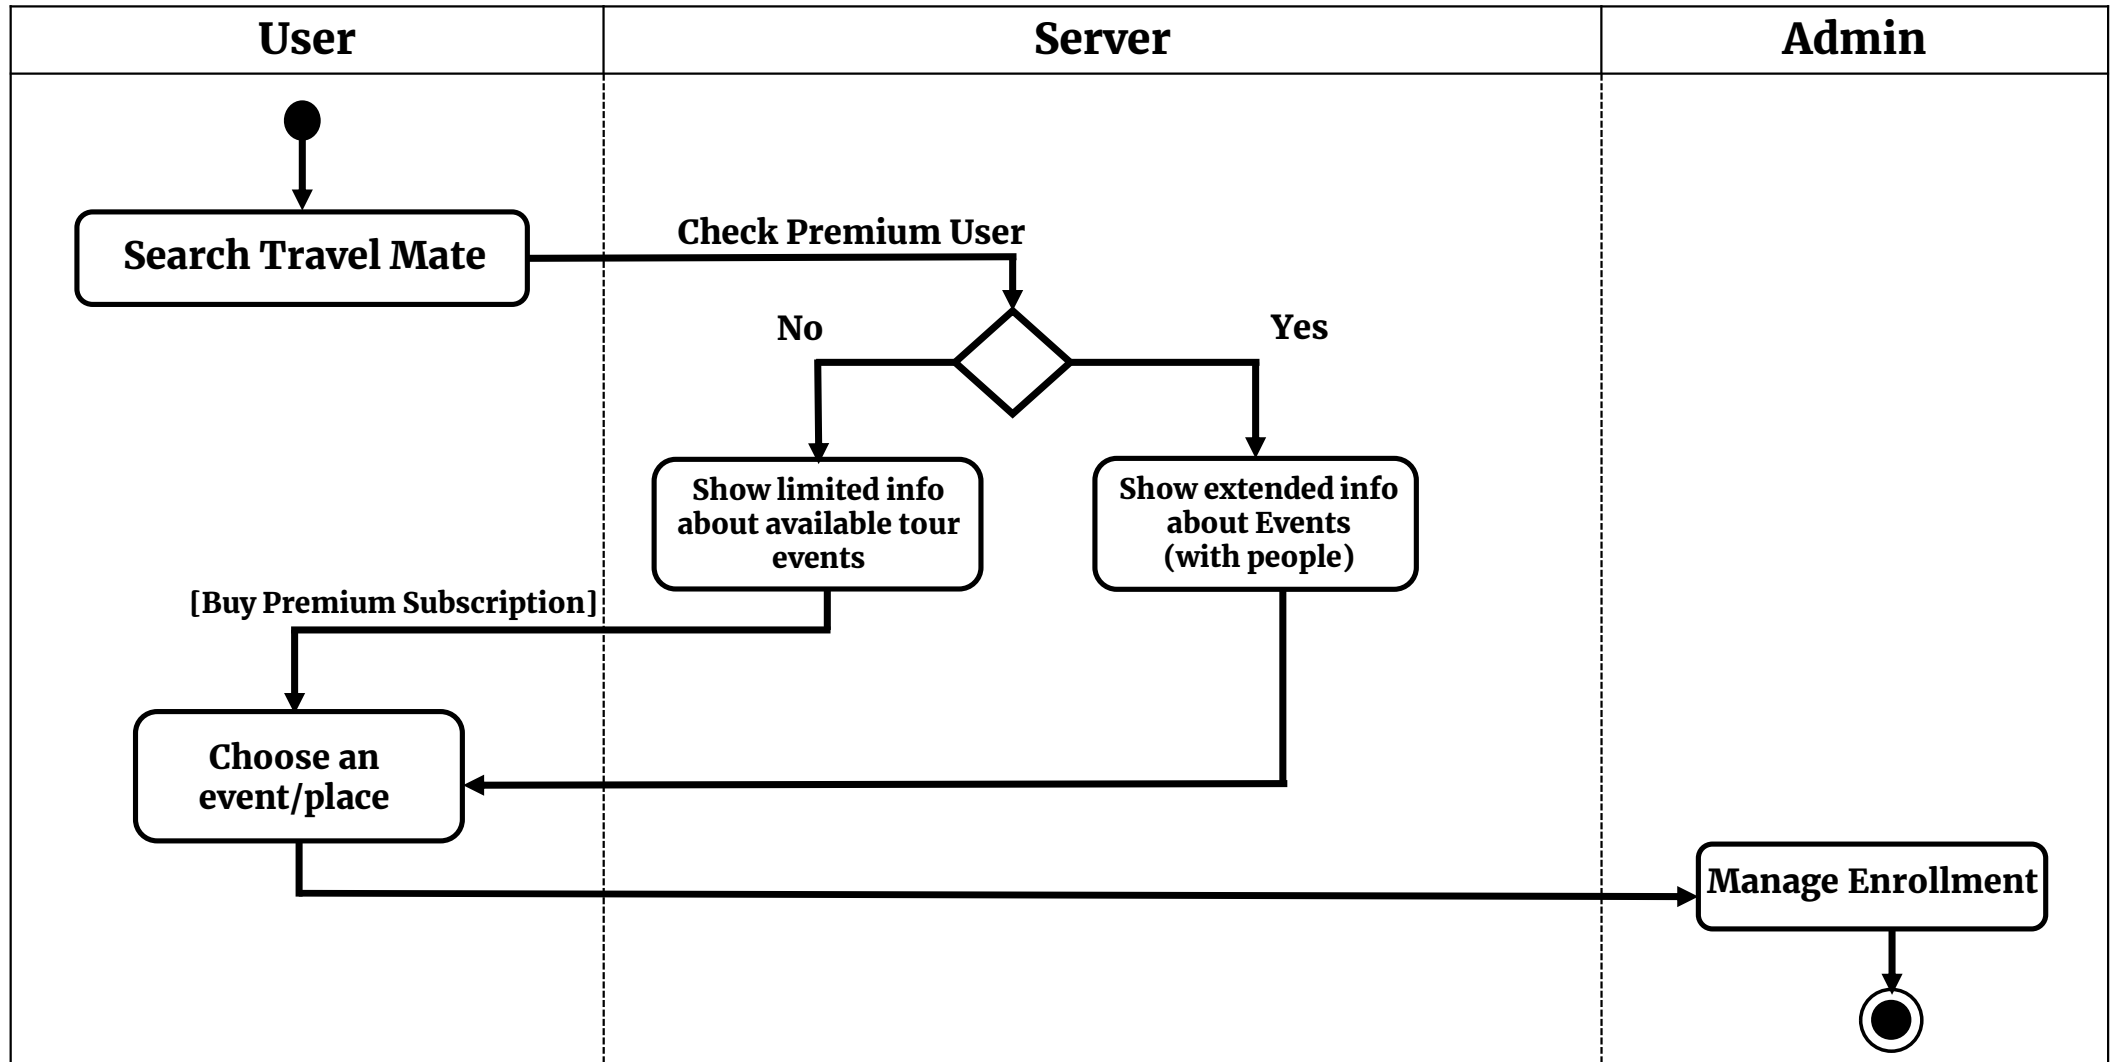 User
Server
Admin
Search Travel Mate
Check Premium User
No
Yes
Show limited info
about available tour
events
Show extended info
about Events
(with people)
[Buy Premium Subscription]
Choose an
event/place
Manage Enrollment